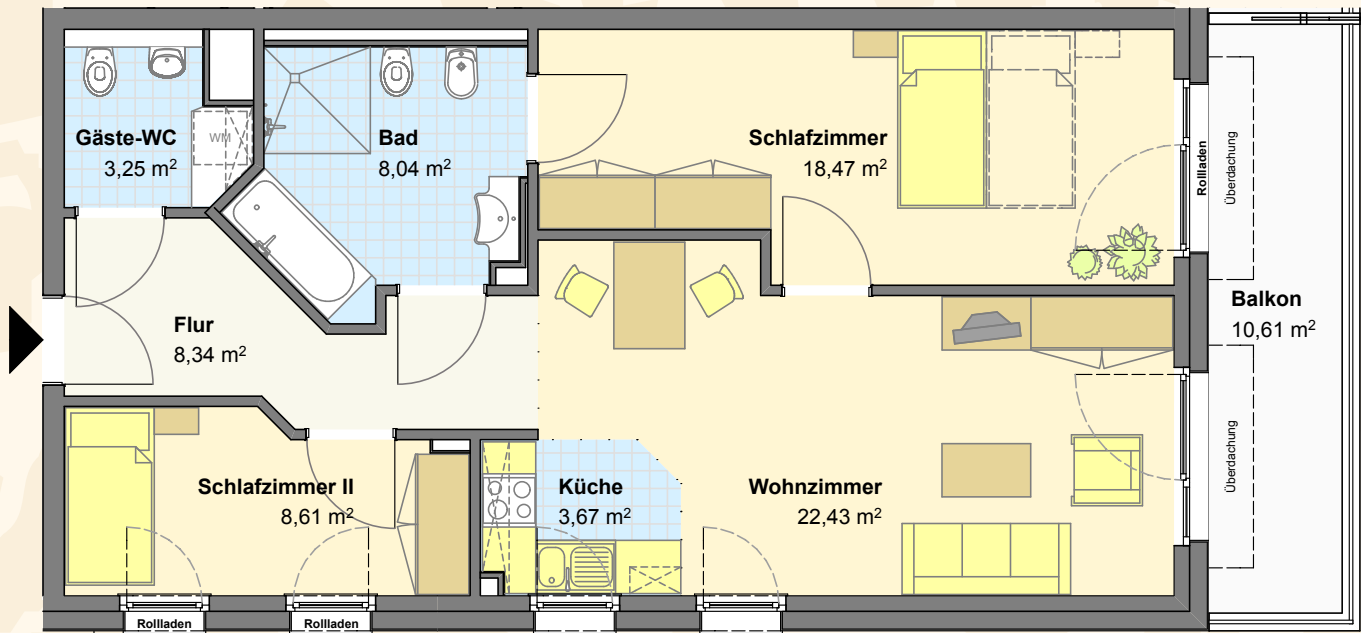 Gäste-WC
3,25 m²
WM
Bad
8,04 m²
Schlafzimmer
18,47 m²
Rollladen
Überdachung
Flur
8,34 m²
Balkon
10,61 m²
Schlafzimmer II
8,61 m²
Küche
3,67 m²
Wohnzimmer
22,43 m²
Überdachung
Rollladen
Rollladen